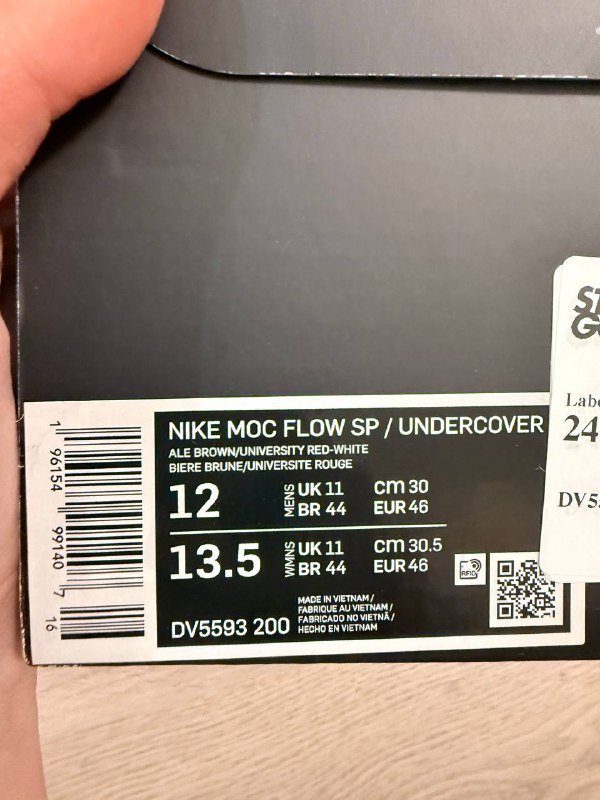 NIKE MOC FLOW SP / UNDERCOVER
ALE BROWN/UNIVERSITY RED-WHITE
BIERE BRUNE/UNIVERSITE ROUGE
12 MENS UK 11 CM 30
BR 44 EUR 46
13.5 WMNS UK 11 CM 30.5
BR 44 EUR 46
RFID
MADE IN VIETNAM /
FABRIQUE AU VIETNAM /
FABRICADO NO VIETNÃ /
HECHO EN VIETNAM
DV5593 200
1 96154 99140 7 16
24